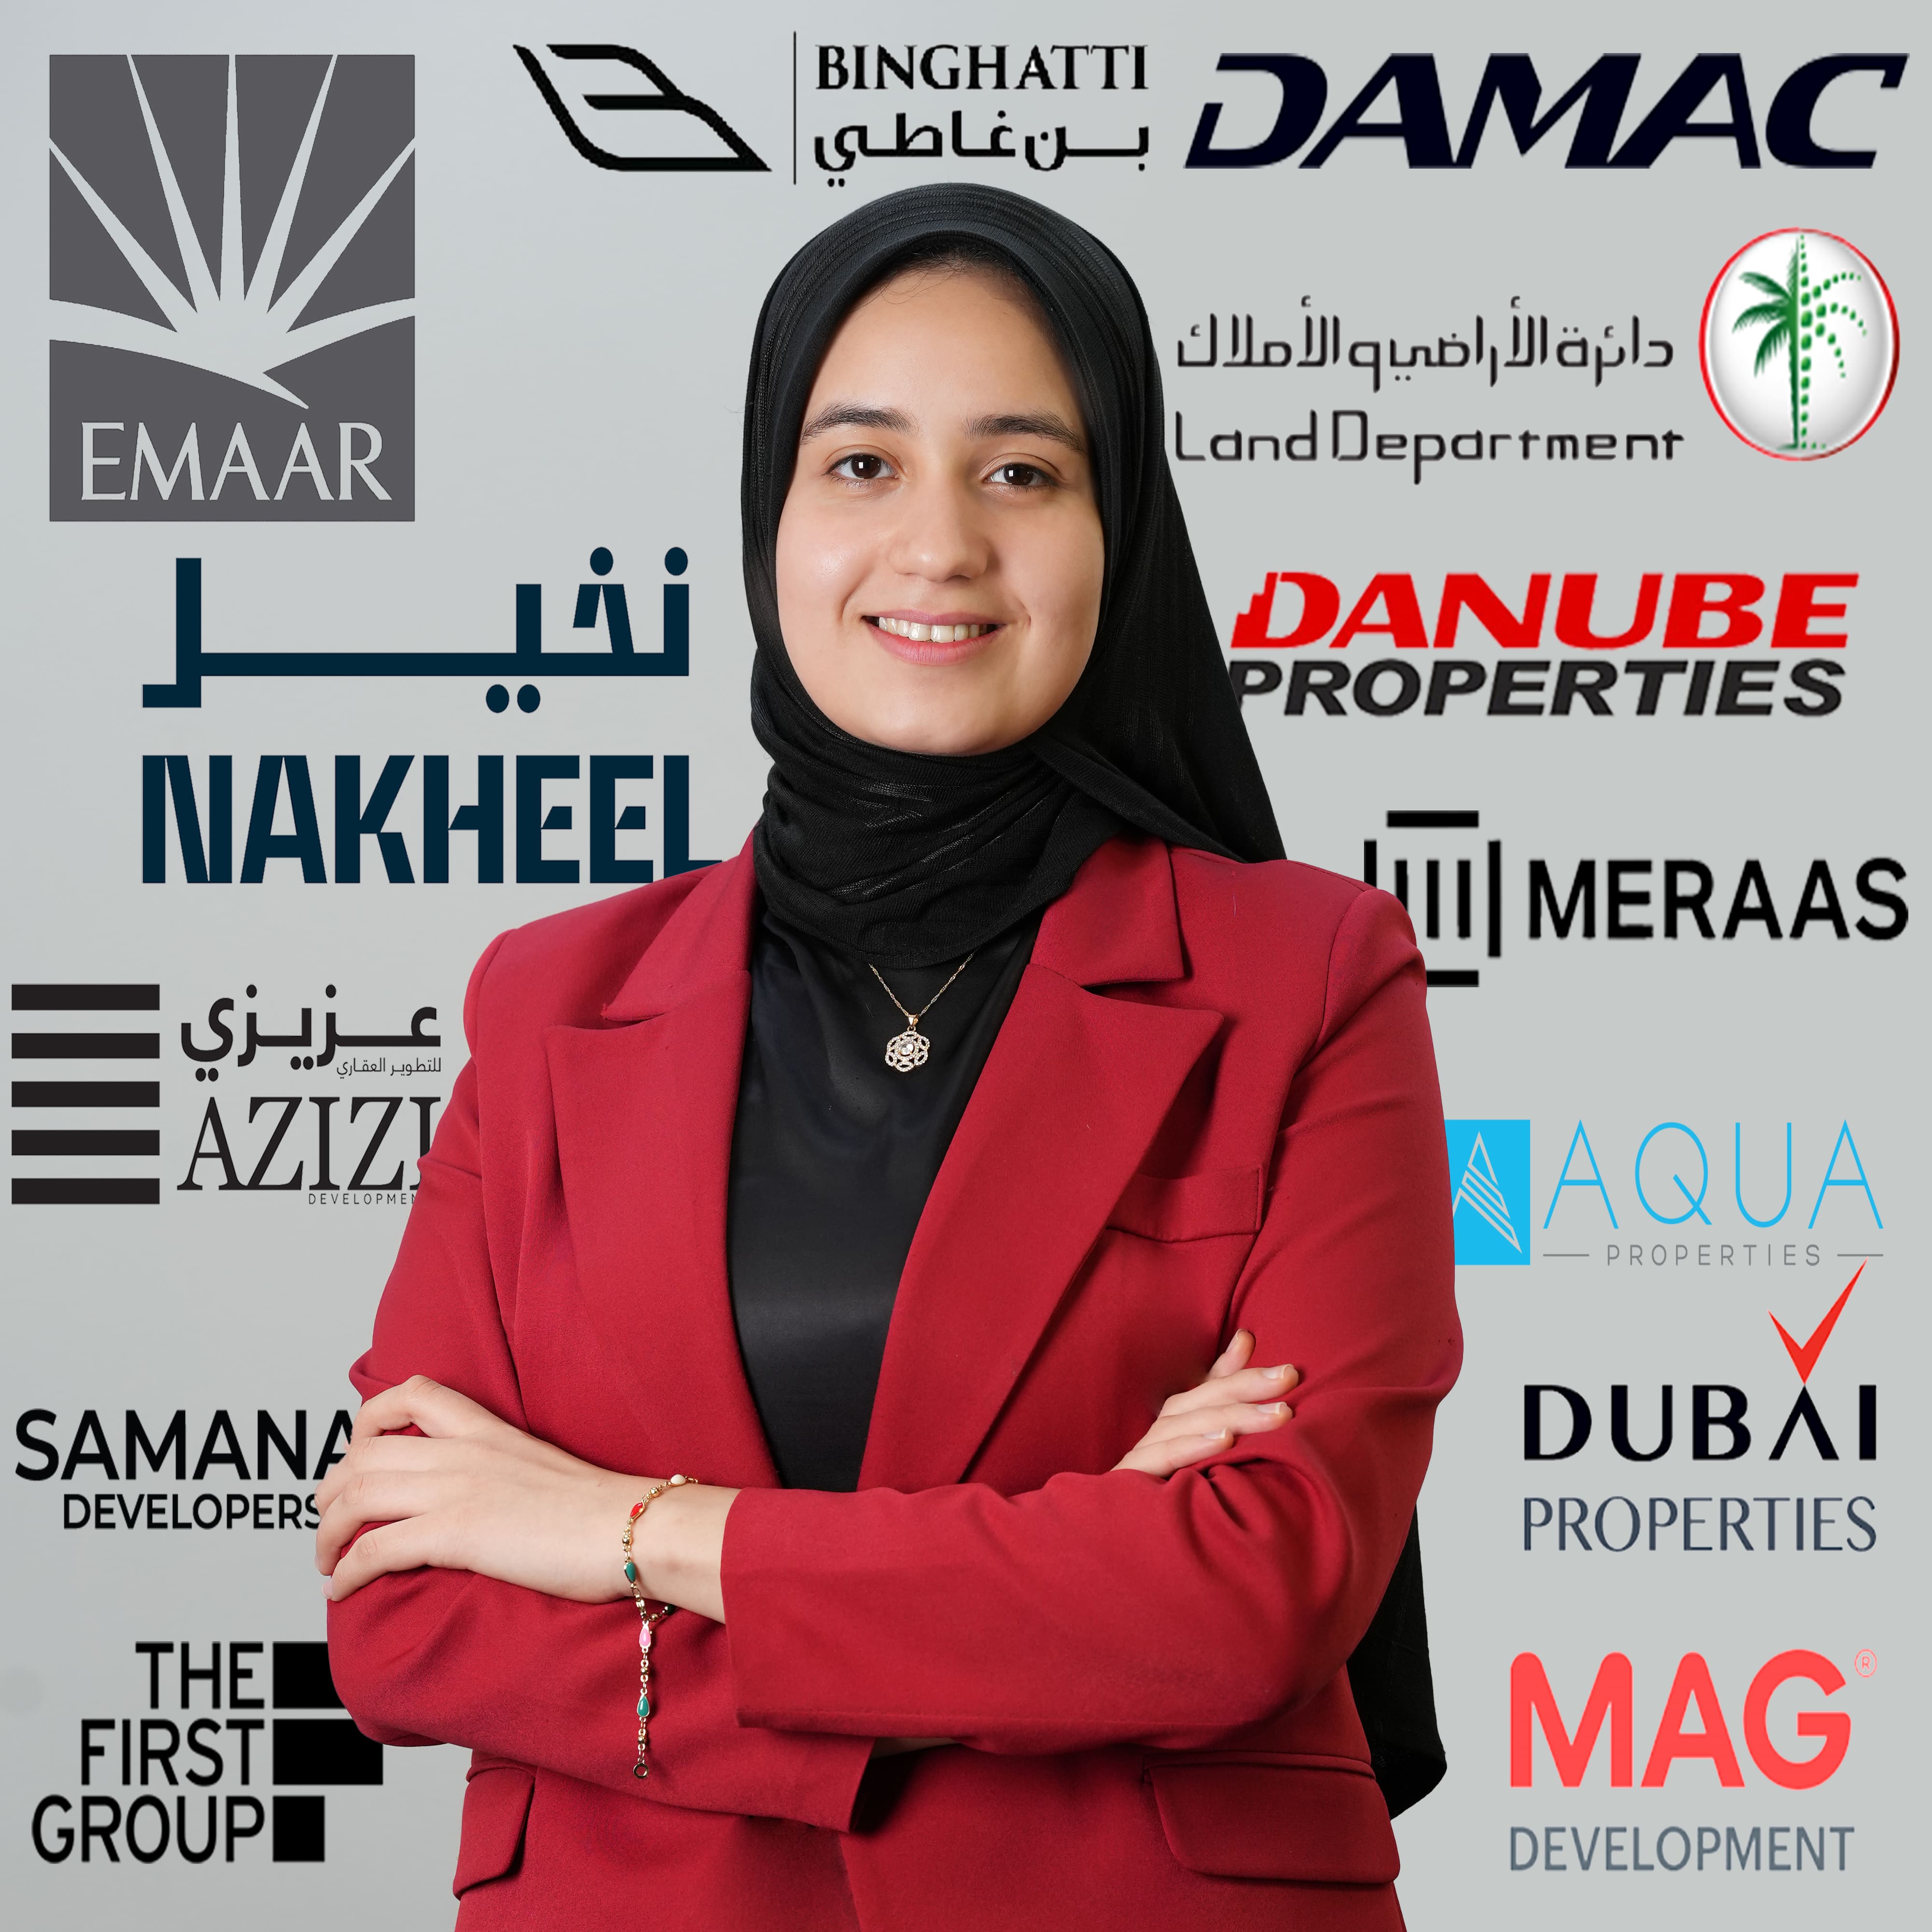 EMAAR
BINGHATTI
بن غاطي
DAMAC
دائرة الأراضي والأملاك
Land Department
نخيل
NAKHEEL
DANUBE
PROPERTIES
MERAAS
عزيزي
للتطوير العقاري
AZIZI
DEVELOPMEN
AQUA
PROPERTIES
SAMANA
DEVELOPERS
DUBAI
PROPERTIES
THE
FIRST
GROUP
MAG®
DEVELOPMENT